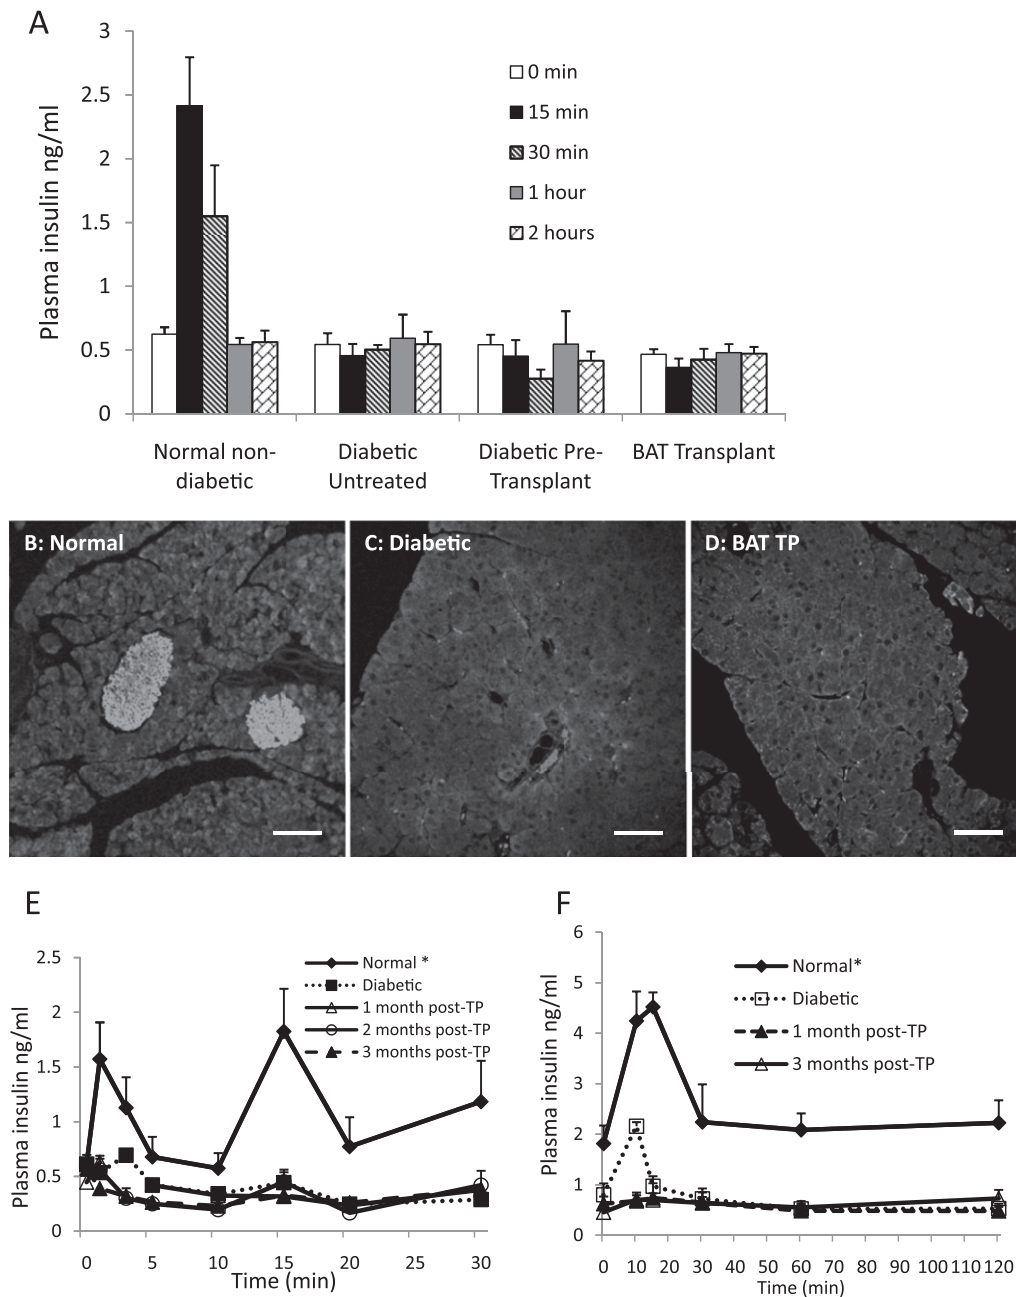 A
Plasma insulin ng/ml
3
2.5
2
1.5
1
0.5
0
0 min
15 min
30 min
1 hour
2 hours
Normal non-
diabetic
Diabetic
Untreated
Diabetic Pre-
Transplant
BAT Transplant
B: Normal
C: Diabetic
D: BAT TP
E
Plasma insulin ng/ml
2.5
2
1.5
1
0.5
0
Normal *
Diabetic
1 month post-TP
2 months post-TP
3 months post-TP
0 5 10 15 20 25 30
Time (min)
F
Plasma insulin ng/ml
6
5
4
3
2
1
0
Normal*
Diabetic
1 month post-TP
3 months post-TP
0 10 20 30 40 50 60 70 80 90 100 110 120
Time (min)